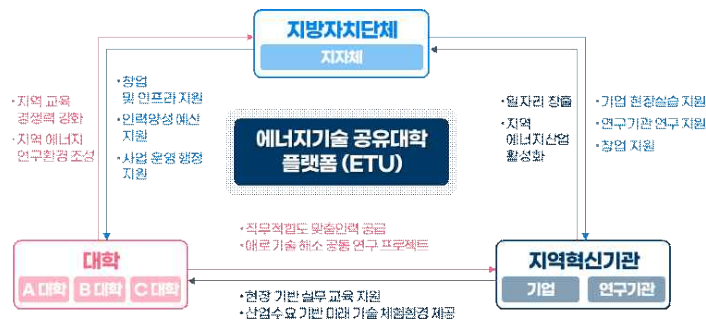 지방자치단체
지자체
·지역 교육
경쟁력 강화
·지역 에너지
연구환경 조성
·창업
및 인프라 지원
·인력양성 예산
지원
·사업 운영 행정
지원
에너지기술 공유대학
플랫폼(ETU)
·일자리 창출
·지역
에너지산업
활성화
·기업 현장실습 지원
·연구기관 연구 지원
·창업 지원
·직무적합도 맞춤인력 공급
·애로기술 해소 공동 연구 프로젝트
대학
A 대학 B 대학 C 대학
지역혁신기관
기업 연구기관
·현장 기반 실무 교육 지원
·산업수요 기반 미래 기술 체험환경 제공